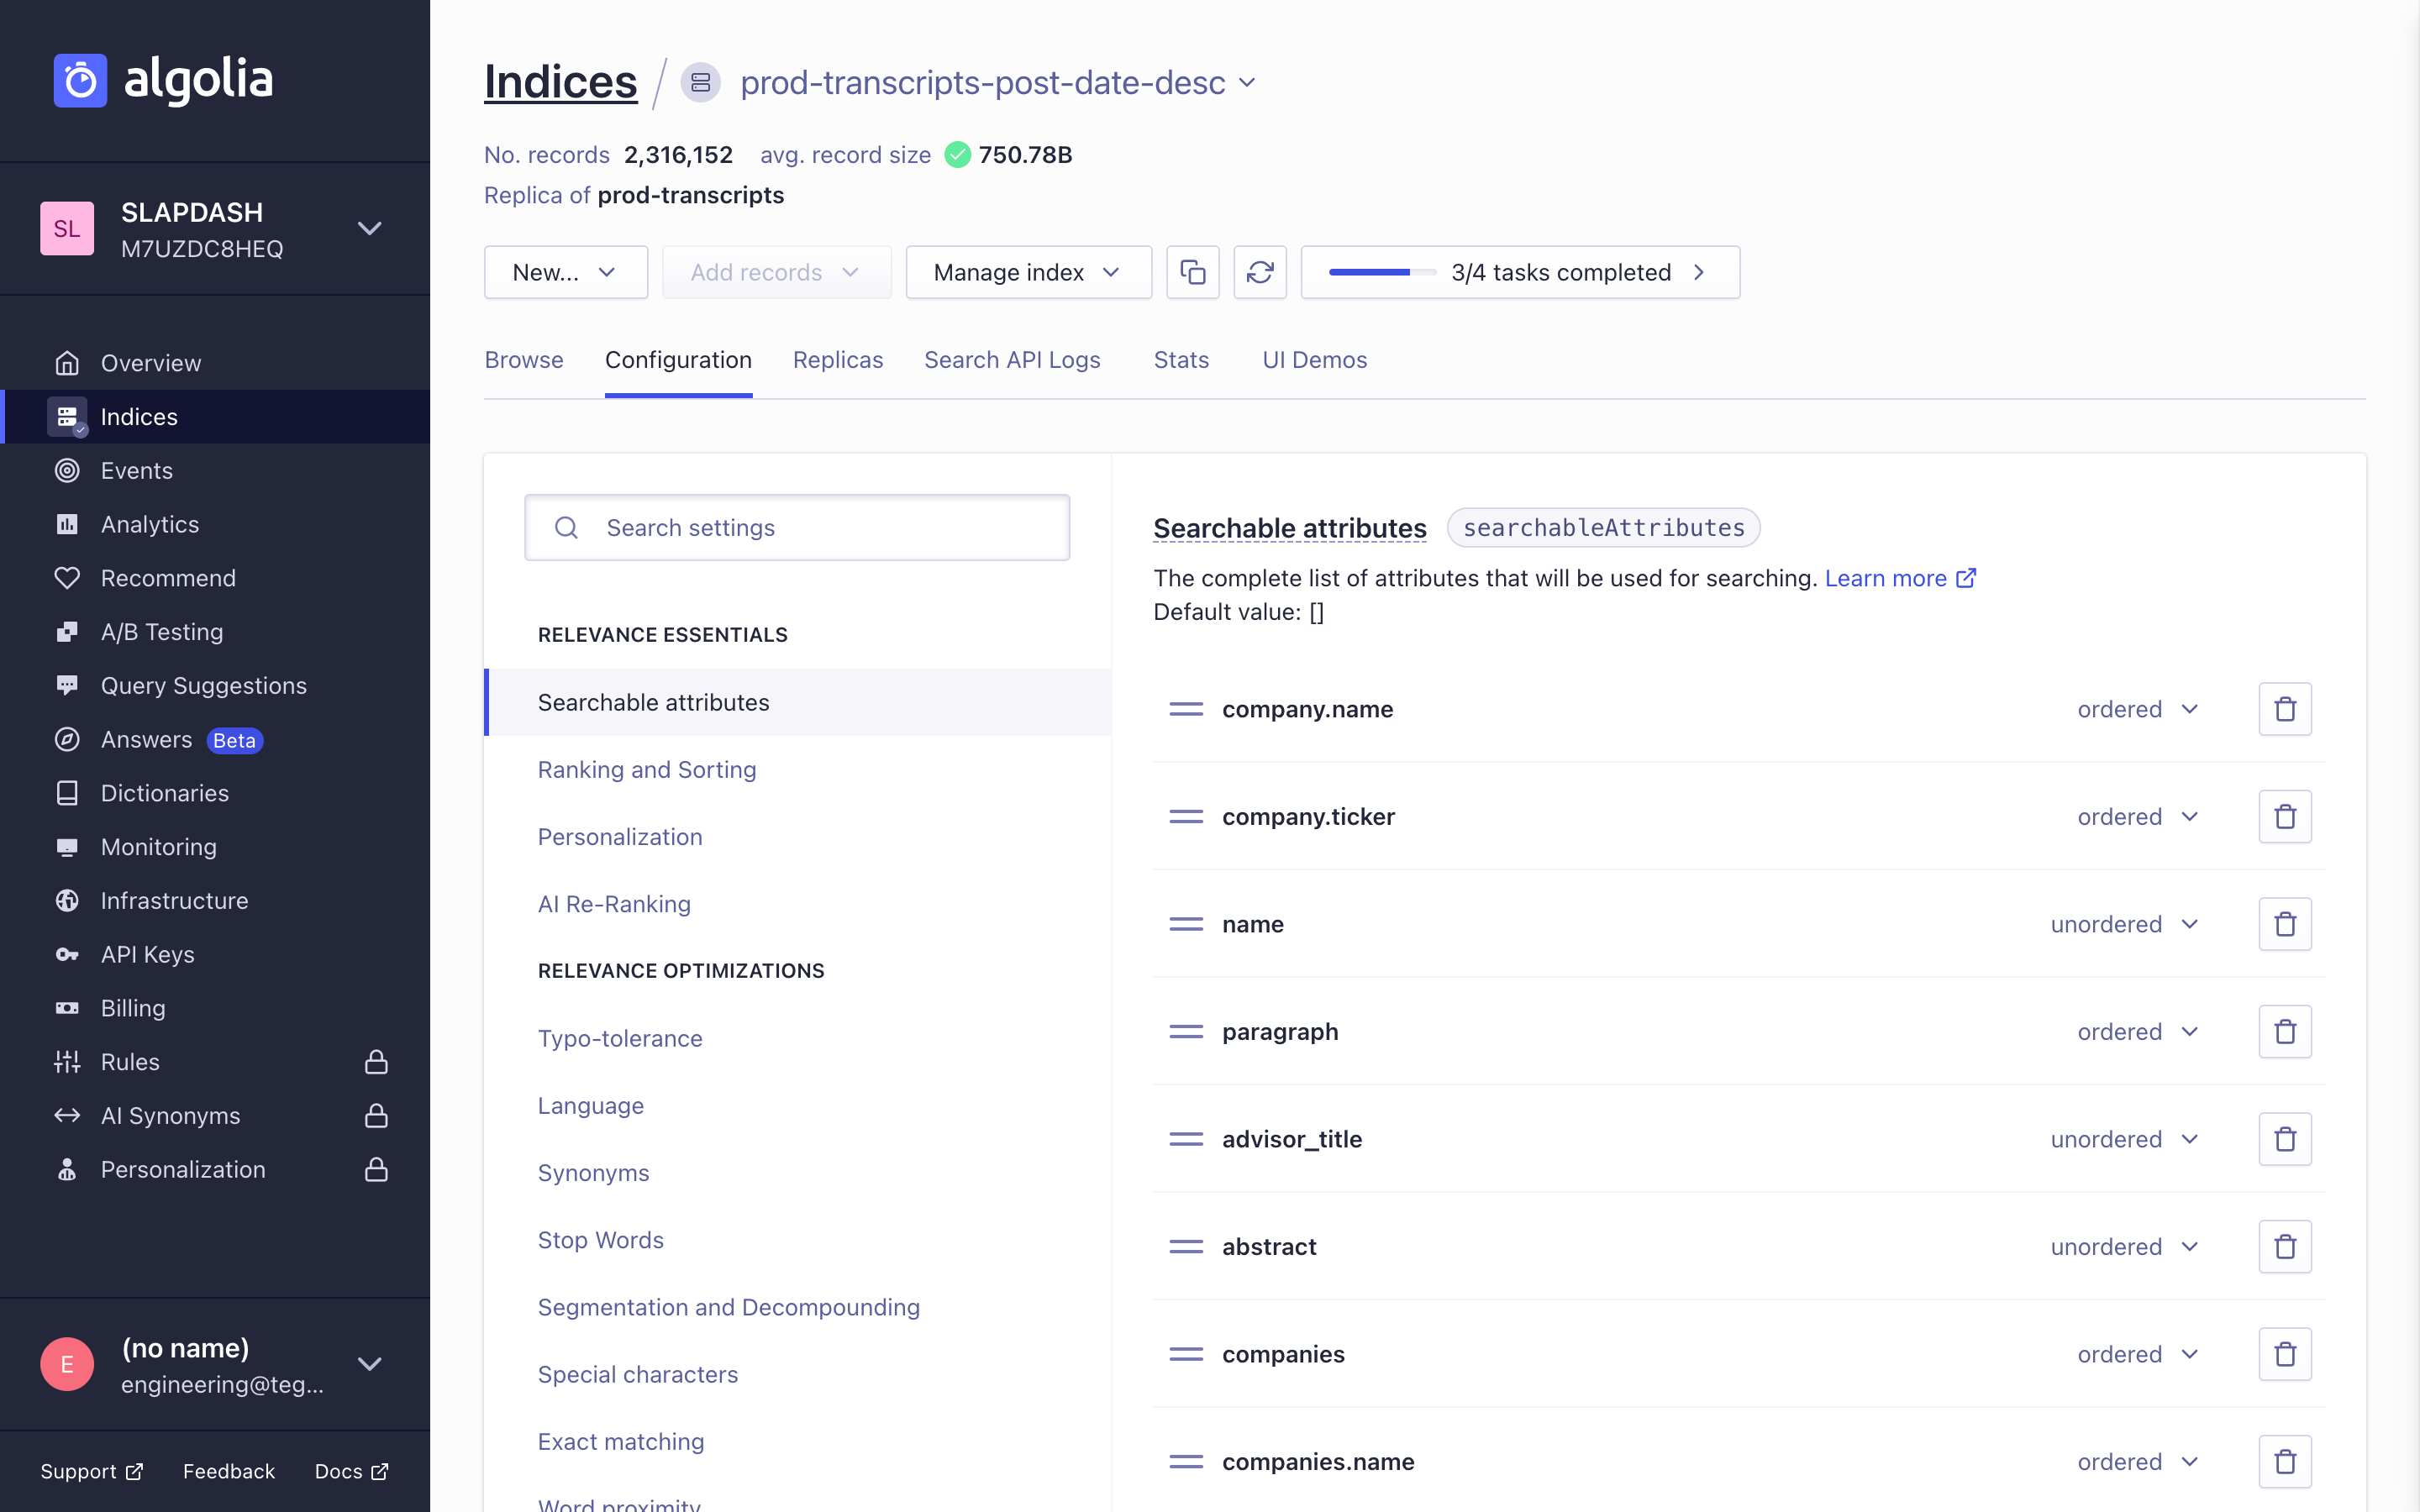 algolia
SL
SLAPDASH
M7UZDC8HEQ
Overview
Indices
Events
Analytics
Recommend
A/B Testing
Query Suggestions
Answers Beta
Dictionaries
Monitoring
Infrastructure
API Keys
Billing
Rules
AI Synonyms
Personalization
E
(no name)
engineering@teg...
Support
Feedback
Docs
Indices / prod-transcripts-post-date-desc
No. records 2,316,152 avg. record size 750.78B
Replica of prod-transcripts
New...
Add records
Manage index
3/4 tasks completed
Browse
Configuration
Replicas
Search API Logs
Stats
UI Demos
Search settings
RELEVANCE ESSENTIALS
Searchable attributes
Ranking and Sorting
Personalization
AI Re-Ranking
RELEVANCE OPTIMIZATIONS
Typo-tolerance
Language
Synonyms
Stop Words
Segmentation and Decompounding
Special characters
Exact matching
Word proximity
Searchable attributes searchableAttributes
The complete list of attributes that will be used for searching. Learn more
Default value: []
company.name ordered
company.ticker ordered
name unordered
paragraph ordered
advisor_title unordered
abstract unordered
companies ordered
companies.name ordered